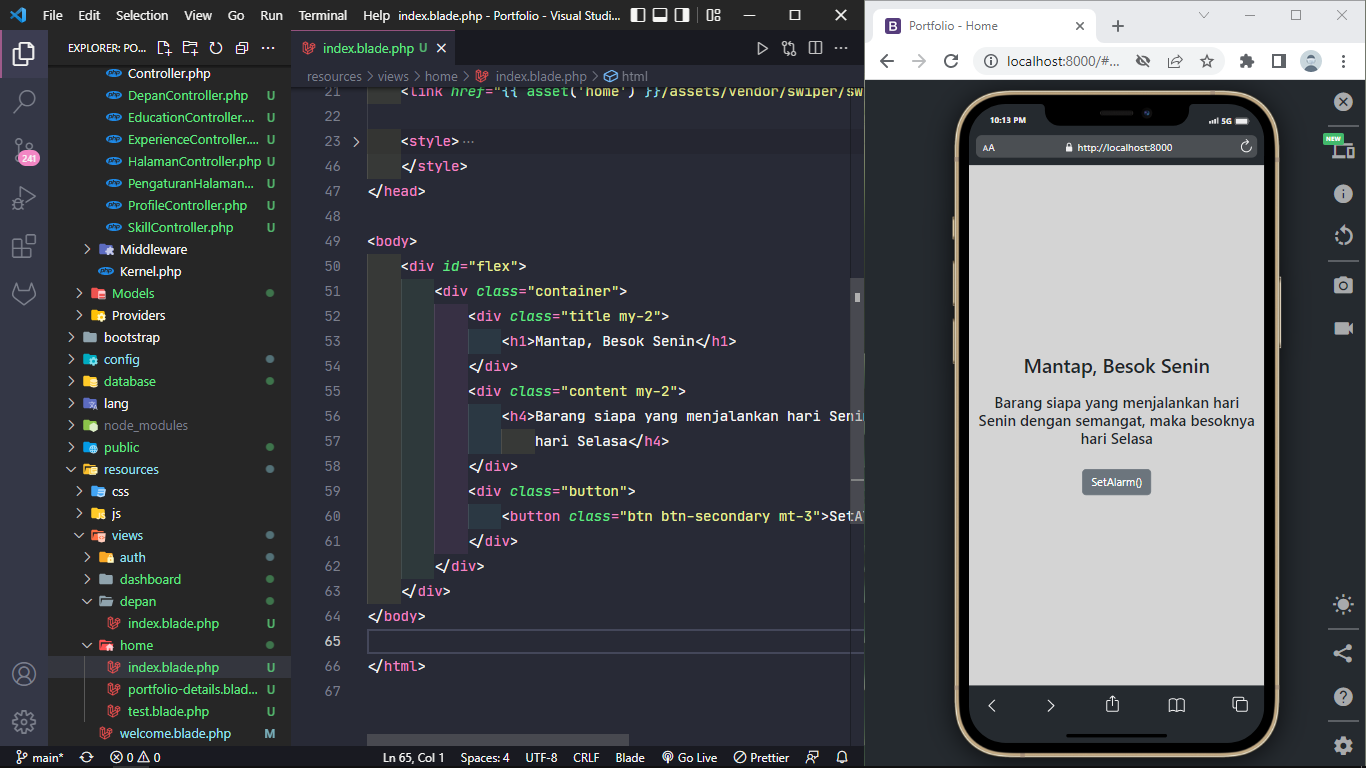 File Edit Selection View Go Run Terminal Help index.blade.php - Portfolio - Visual Studi...
EXPLORER: PO...
Controller.php
DepanController.php U
EducationController.... U
ExperienceController.... U
HalamanController.php U
PengaturanHalaman... U
ProfileController.php U
SkillController.php U
Middleware
Kernel.php
Models
Providers
bootstrap
config
database
lang
node_modules
public
resources
css
js
views
auth
dashboard
depan
index.blade.php U
home
index.blade.php U
portfolio-details.blad... U
test.blade.php U
welcome.blade.php M
241
index.blade.php U
resources > views > home > index.blade.php > html
21 <link href="{{ asset('home') }}/assets/vendor/swiper/sw
22
23 <style>...
46 </style>
47 </head>
48
49 <body>
50 <div id="flex">
51 <div class="container">
52 <div class="title my-2">
53 <h1>Mantap, Besok Senin</h1>
54 </div>
55 <div class="content my-2">
56 <h4>Barang siapa yang menjalankan hari Senin
57 hari Selasa</h4>
58 </div>
59 <div class="button">
60 <button class="btn btn-secondary mt-3">SetAl
61 </div>
62 </div>
63 </div>
64 </body>
65
66 </html>
67
main* 0 0 Ln 65, Col 1 Spaces: 4 UTF-8 CRLF Blade Go Live Prettier
B Portfolio - Home
localhost:8000/#...
10:13 PM 5G
AA http://localhost:8000
Mantap, Besok Senin
Barang siapa yang menjalankan hari
Senin dengan semangat, maka besoknya
hari Selasa
SetAlarm()
NEW